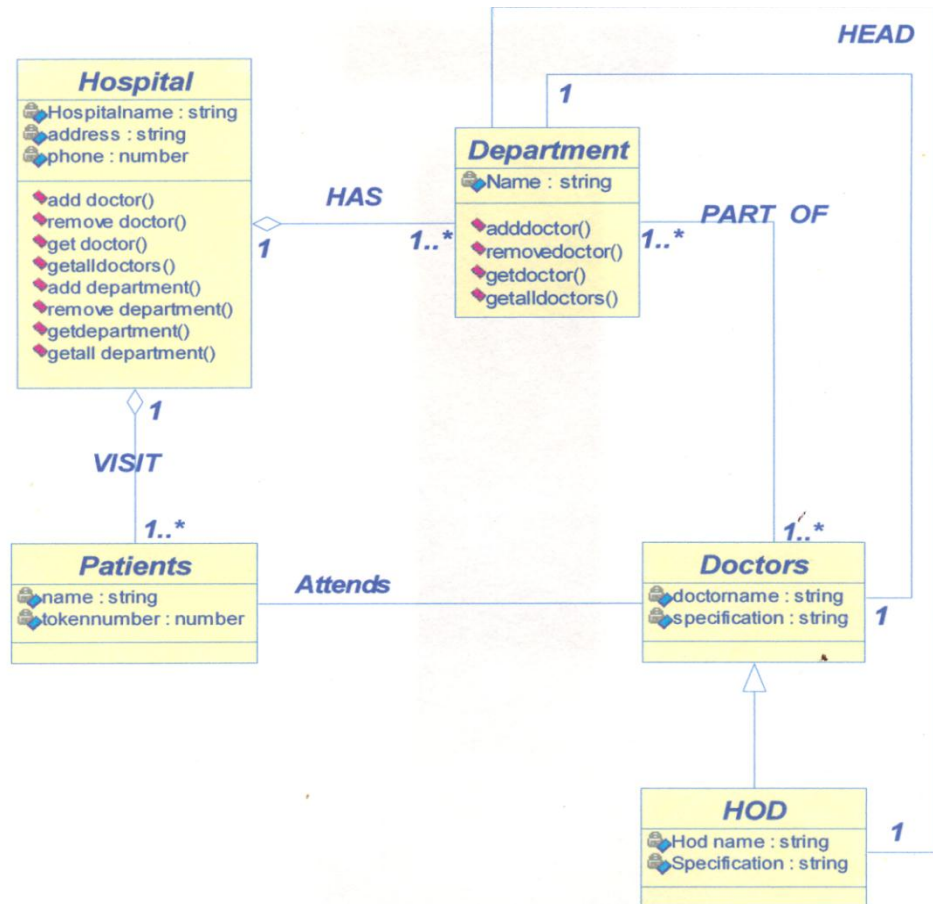 HEAD
Hospital
Hospitalname : string
address : string
phone : number
add doctor()
remove doctor()
get doctor()
getalldoctors()
add department()
remove department()
getdepartment()
getall department()
HAS
1
1..*
1
Department
Name : string
adddoctor()
removedoctor()
getdoctor()
getalldoctors()
PART OF
1..*
1
VISIT
1..*
1..*
Patients
name : string
tokennumber : number
Attends
Doctors
doctorname : string
specification : string
1
HOD
Hod name : string
Specification : string
1